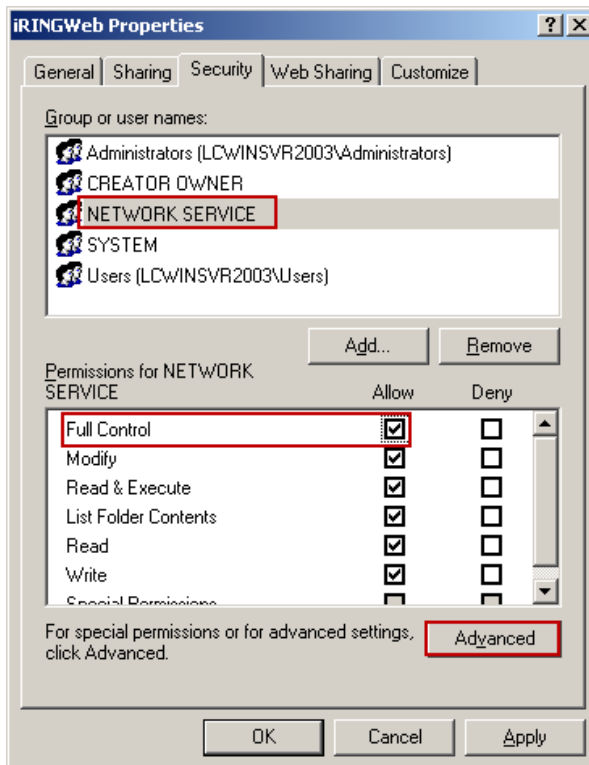 iRINGWeb Properties
General Sharing Security Web Sharing Customize
Group or user names:
Administrators (LCWINSVR2003\Administrators)
CREATOR OWNER
NETWORK SERVICE
SYSTEM
Users (LCWINSVR2003\Users)
Add... Remove
Permissions for NETWORK
SERVICE Allow Deny
Full Control
Modify
Read & Execute
List Folder Contents
Read
Write
Special Permissions
For special permissions or for advanced settings,
click Advanced.
Advanced
OK Cancel Apply